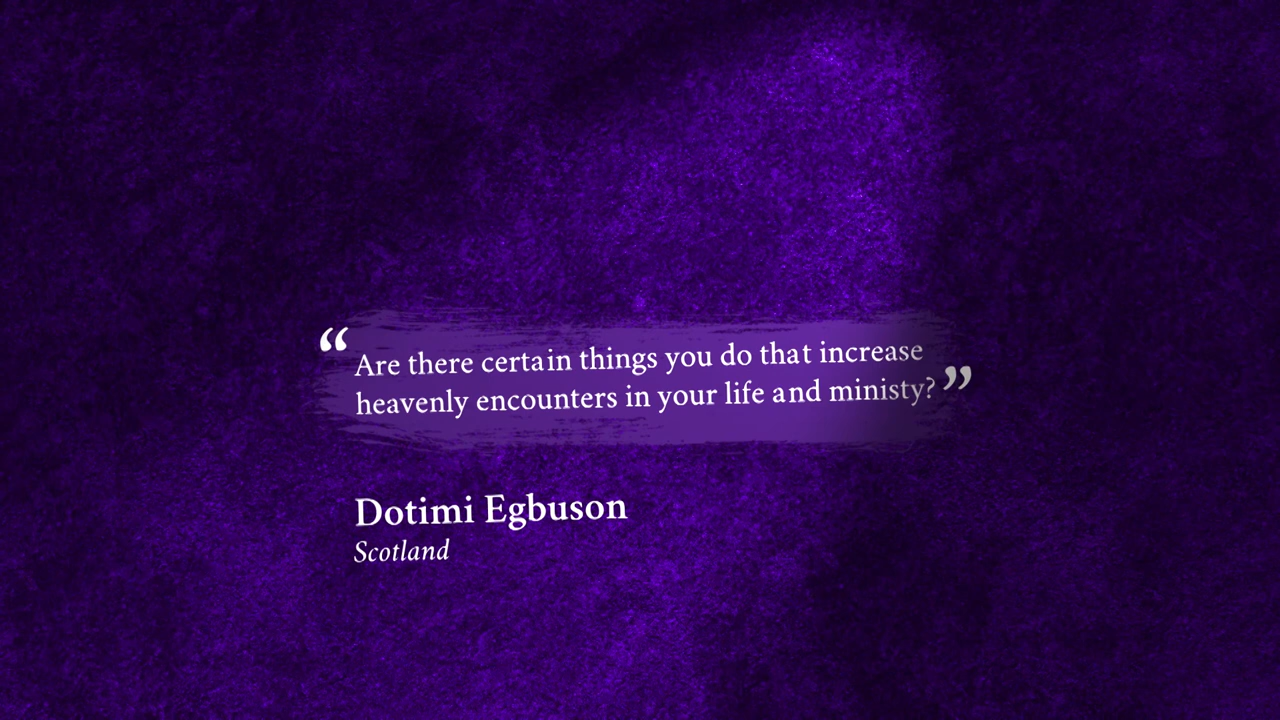 “Are there certain things you do that increase
heavenly encounters in your life and ministy?”
Dotimi Egbuson
Scotland